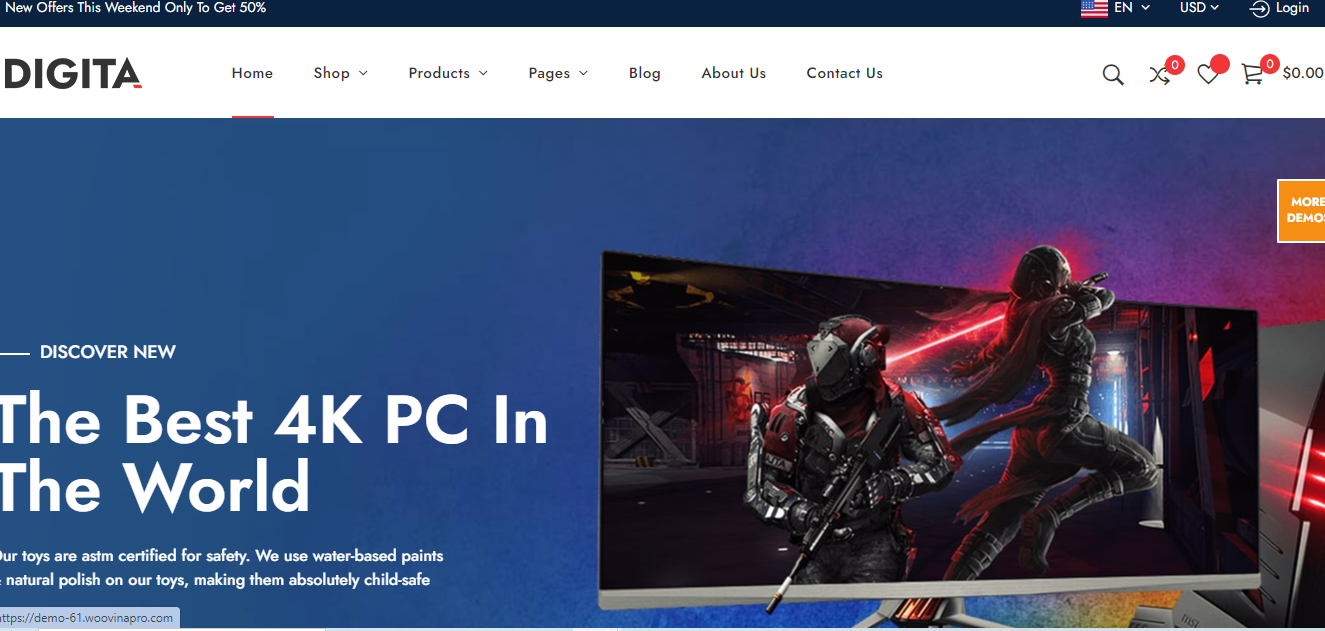 New Offers This Weekend Only To Get 50%
EN
USD
Login
DIGITA
Home
Shop
Products
Pages
Blog
About Us
Contact Us
0
0
$0.00
MORE
DEMOS
DISCOVER NEW
The Best 4K PC In
The World
Our toys are astm certified for safety. We use water-based paints
& natural polish on our toys, making them absolutely child-safe
https://demo-61.woovinapro.com
msi